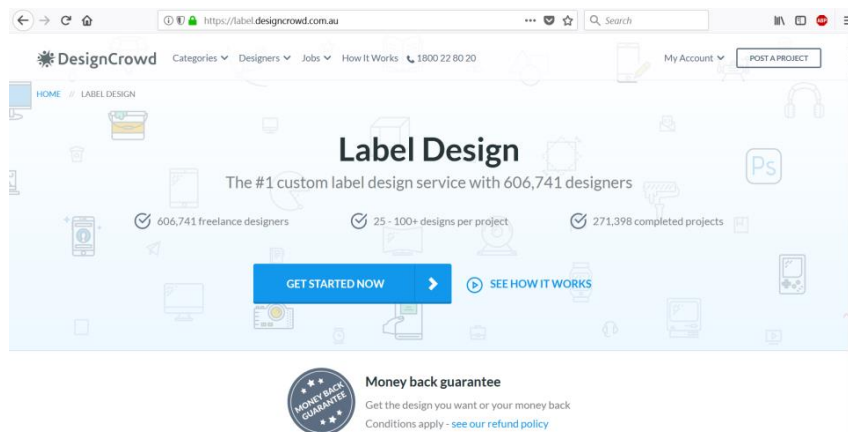 https://label.designcrowd.com.au
Search
ABP
DesignCrowd
Categories
Designers
Jobs
How It Works
1800 22 80 20
My Account
POST A PROJECT
HOME // LABEL DESIGN
Label Design
The #1 custom label design service with 606,741 designers
Ps
606,741 freelance designers
25 - 100+ designs per project
271,398 completed projects
GET STARTED NOW
SEE HOW IT WORKS
MONEY BACK
GUARANTEE
Money back guarantee
Get the design you want or your money back
Conditions apply - see our refund policy